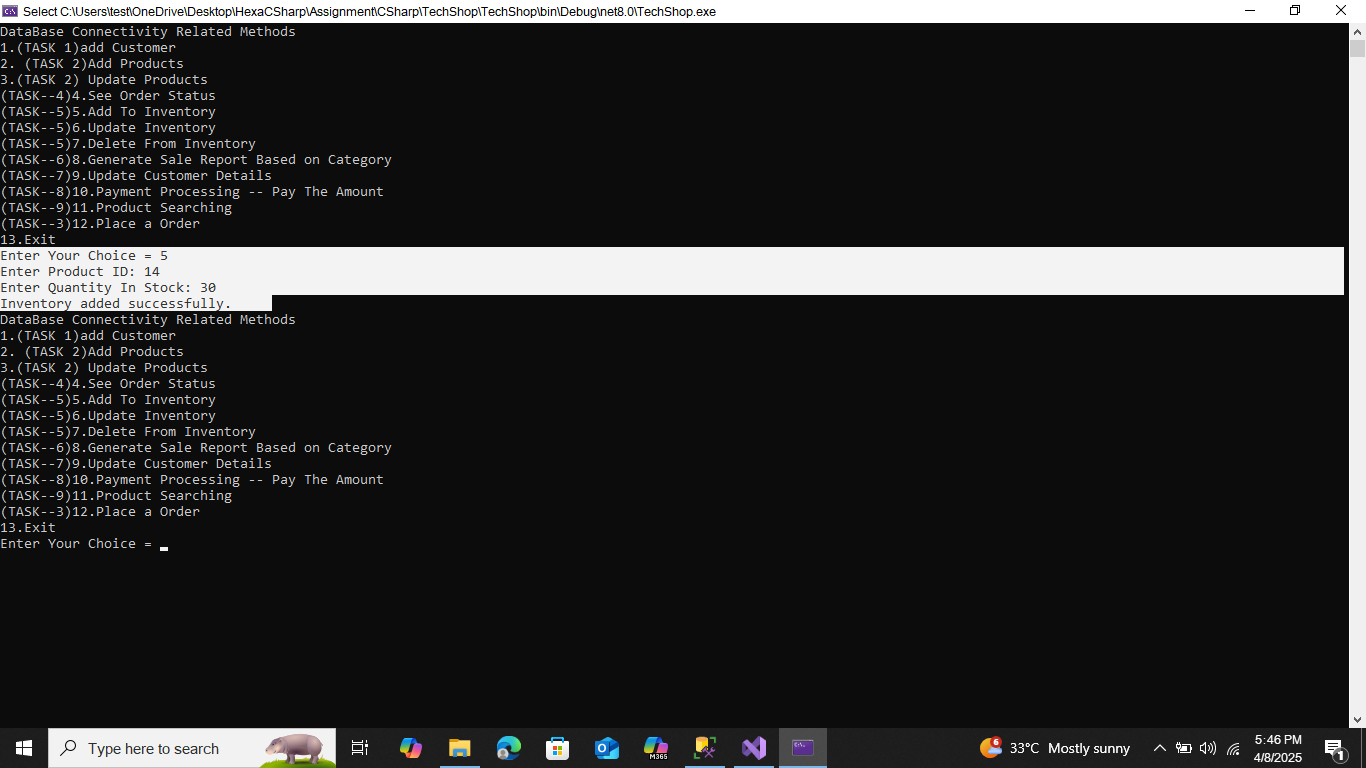 Select C:\Users\test\OneDrive\Desktop\HexaCSharp\Assignment\CSharp\TechShop\TechShop\bin\Debug\net8.0\TechShop.exe
DataBase Connectivity Related Methods
1.(TASK 1)add Customer
2. (TASK 2)Add Products
3.(TASK 2) Update Products
(TASK--4)4.See Order Status
(TASK--5)5.Add To Inventory
(TASK--5)6.Update Inventory
(TASK--5)7.Delete From Inventory
(TASK--6)8.Generate Sale Report Based on Category
(TASK--7)9.Update Customer Details
(TASK--8)10.Payment Processing -- Pay The Amount
(TASK--9)11.Product Searching
(TASK--3)12.Place a Order
13.Exit
Enter Your Choice = 5
Enter Product ID: 14
Enter Quantity In Stock: 30
Inventory added successfully.
DataBase Connectivity Related Methods
1.(TASK 1)add Customer
2. (TASK 2)Add Products
3.(TASK 2) Update Products
(TASK--4)4.See Order Status
(TASK--5)5.Add To Inventory
(TASK--5)6.Update Inventory
(TASK--5)7.Delete From Inventory
(TASK--6)8.Generate Sale Report Based on Category
(TASK--7)9.Update Customer Details
(TASK--8)10.Payment Processing -- Pay The Amount
(TASK--9)11.Product Searching
(TASK--3)12.Place a Order
13.Exit
Enter Your Choice =
Type here to search
M365
6
33°C Mostly sunny
5:46 PM
4/8/2025
1